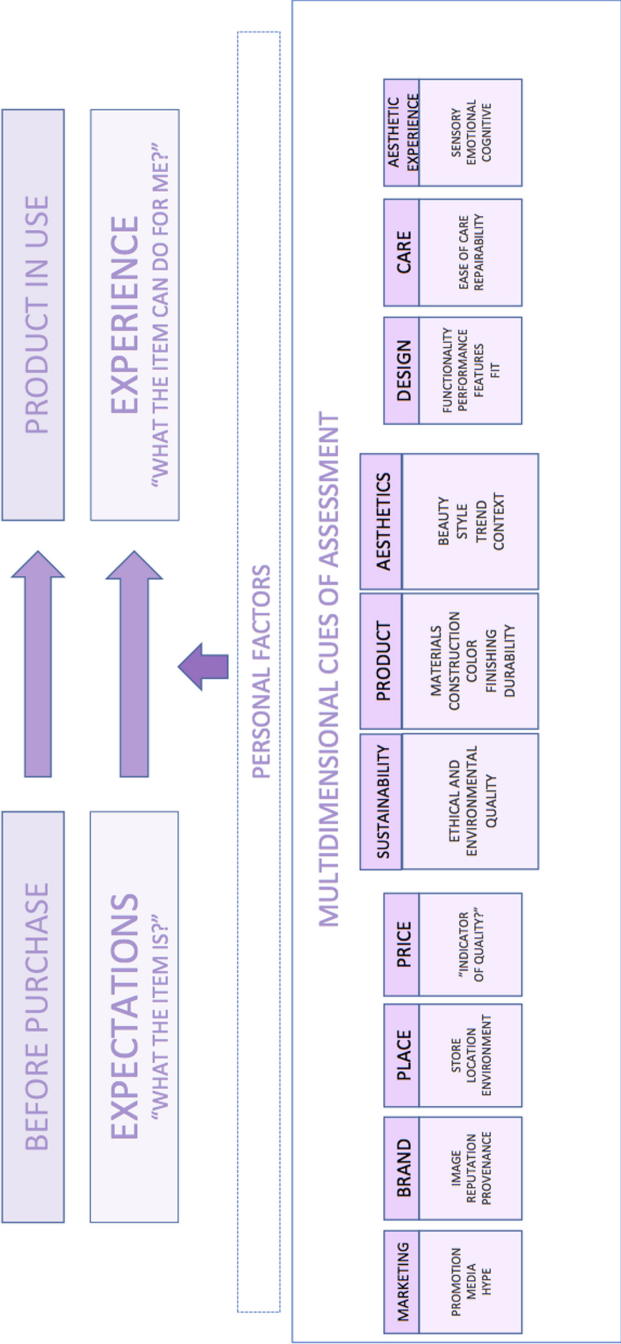 BEFORE PURCHASE
PRODUCT IN USE
EXPECTATIONS
“WHAT THE ITEM IS?”
EXPERIENCE
“WHAT THE ITEM CAN DO FOR ME?”
PERSONAL FACTORS
MULTIDIMENSIONAL CUES OF ASSESSMENT
MARKETING
PROMOTION
MEDIA
HYPE
BRAND
IMAGE
REPUTATION
PROVENANCE
PLACE
STORE
LOCATION
ENVIRONMENT
PRICE
“INDICATOR
OF QUALITY?”
SUSTAINABILITY
ETHICAL AND
ENVIRONMENTAL
QUALITY
PRODUCT
MATERIALS
CONSTRUCTION
COLOR
FINISHING
DURABILITY
AESTHETICS
BEAUTY
STYLE
TREND
CONTEXT
DESIGN
FUNCTIONALITY
PERFORMANCE
FEATURES
FIT
CARE
EASE OF CARE
REPAIRABILITY
AESTHETIC
EXPERIENCE
SENSORY
EMOTIONAL
COGNITIVE